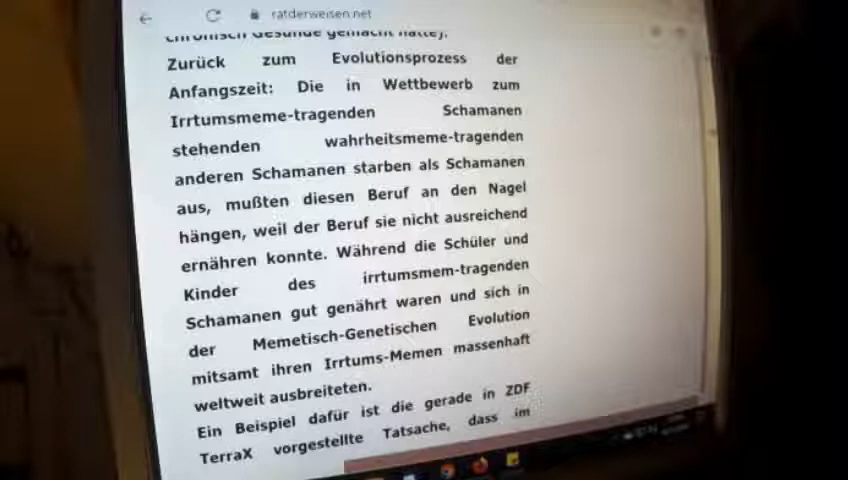 ratderweisen.net
chronisch Gesunde gemacht hatte).
Zurück zum Evolutionsprozess der
Anfangszeit: Die in Wettbewerb zum
Irrtumsmeme-tragenden Schamanen
stehenden wahrheitsmeme-tragenden
anderen Schamanen starben als Schamanen
aus, mußten diesen Beruf an den Nagel
hängen, weil der Beruf sie nicht ausreichend
ernähren konnte. Während die Schüler und
Kinder des irrtumsmem-tragenden
Schamanen gut genährt waren und sich in
der Memetisch-Genetischen Evolution
mitsamt ihren Irrtums-Memen massenhaft
weltweit ausbreiteten.
Ein Beispiel dafür ist die gerade in ZDF
TerraX vorgestellte Tatsache, dass im